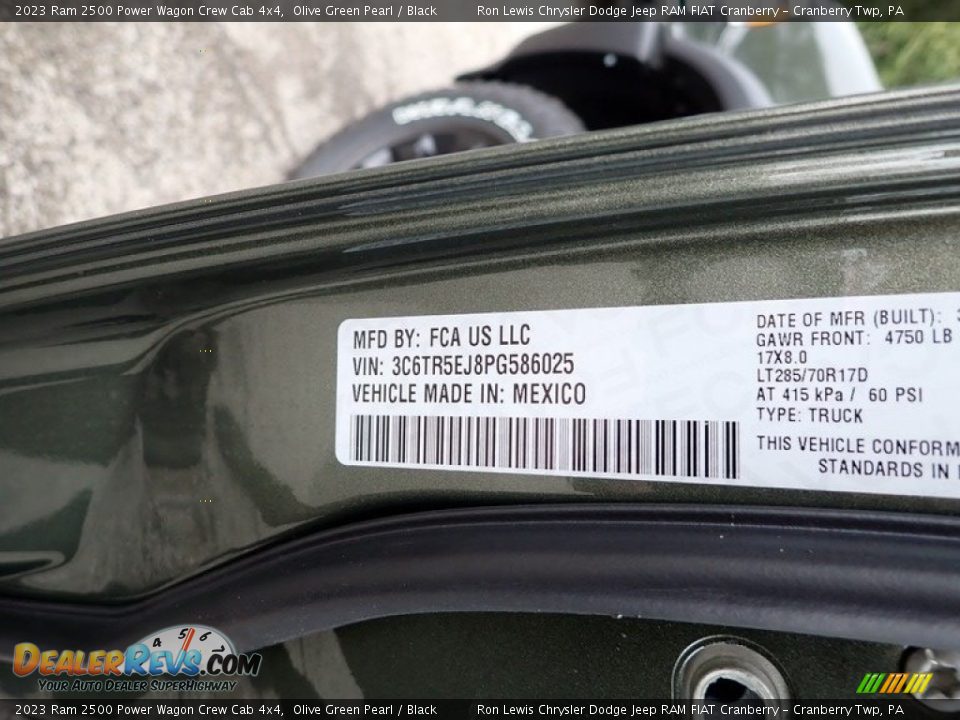 2023 Ram 2500 Power Wagon Crew Cab 4x4, Olive Green Pearl / Black Ron Lewis Chrysler Dodge Jeep RAM FIAT Cranberry - Cranberry Twp, PA
MFD BY: FCA US LLC
VIN: 3C6TR5EJ8PG586025
VEHICLE MADE IN: MEXICO
DATE OF MFR (BUILT): 3
GAWR FRONT: 4750 LB
17X8.0
LT285/70R17D
AT 415 kPa / 60 PSI
TYPE: TRUCK
THIS VEHICLE CONFORM
STANDARDS IN
4 5 6
DEALERREVS.COM
YOUR AUTO DEALER SUPERHIGHWAY
2023 Ram 2500 Power Wagon Crew Cab 4x4, Olive Green Pearl / Black Ron Lewis Chrysler Dodge Jeep RAM FIAT Cranberry - Cranberry Twp, PA